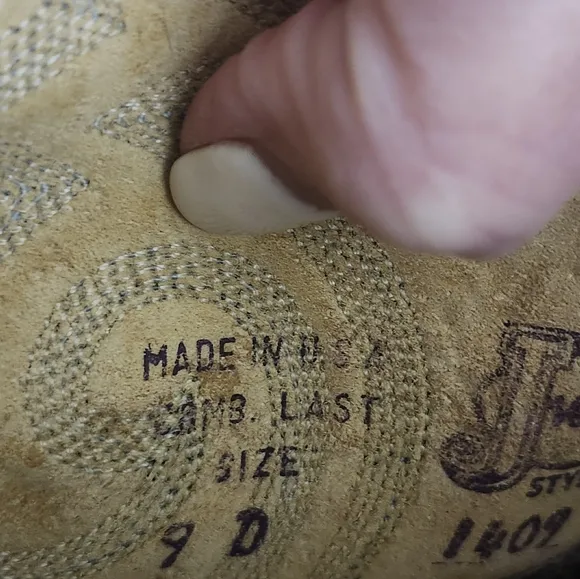 MADE IN U S A
COMB. LAST
SIZE
9 D
J
STY
1409